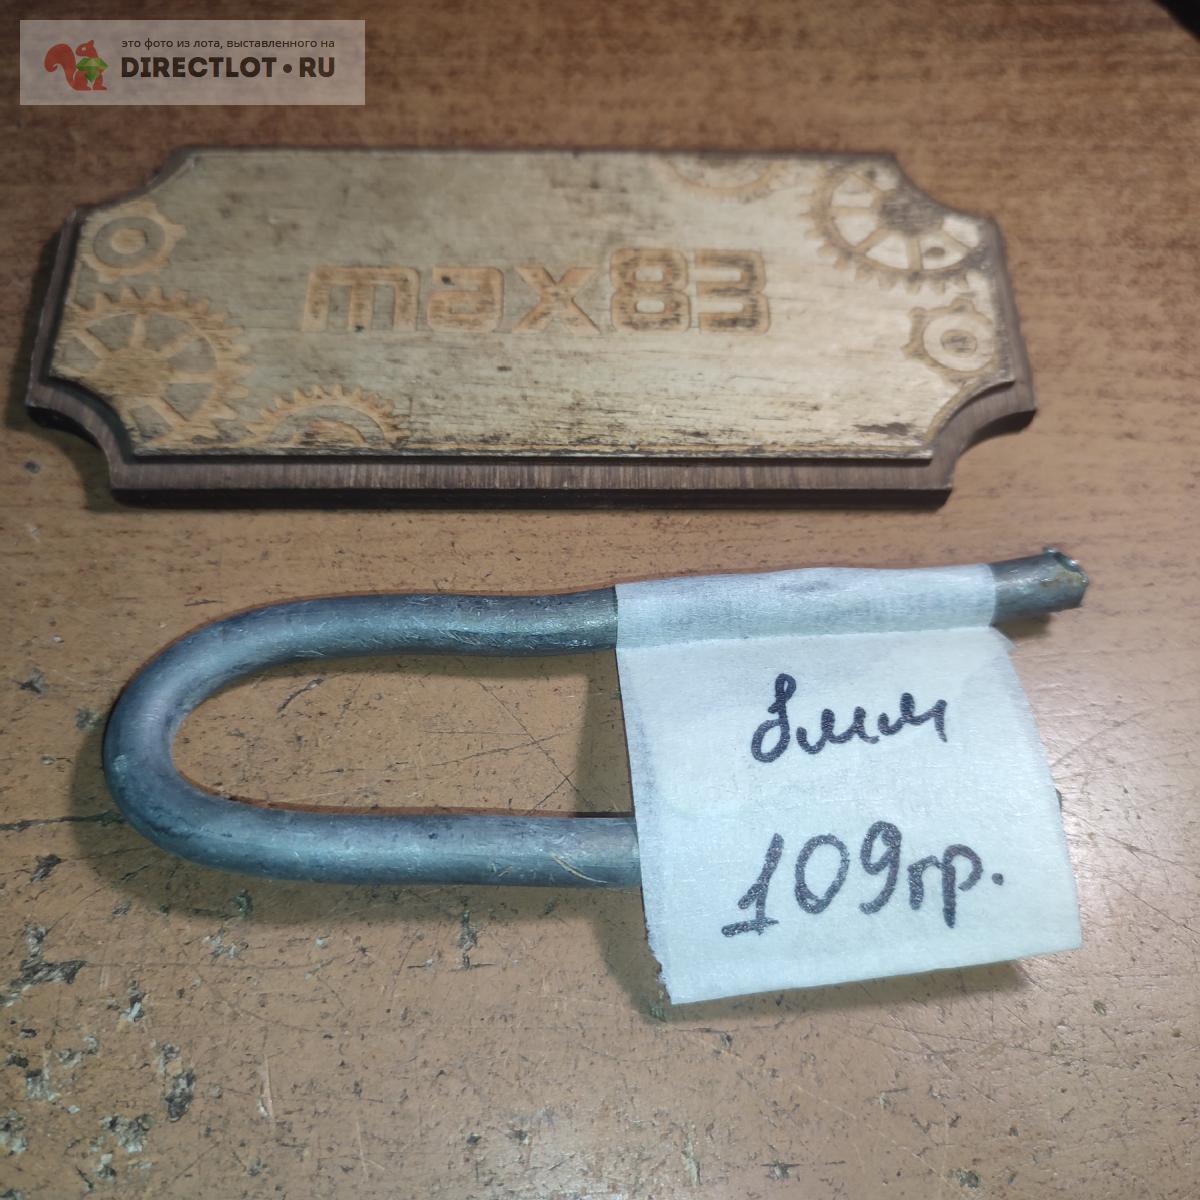 это фото из лота, выставленного на
DIRECTLOT•RU
max83
8мм
109гр.